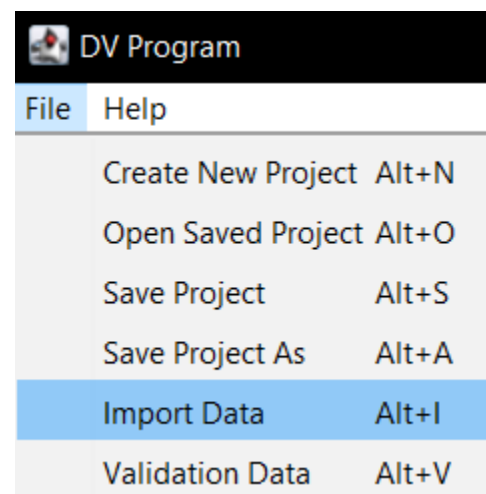 DV Program
File Help
Create New Project Alt+N
Open Saved Project Alt+O
Save Project Alt+S
Save Project As Alt+A
Import Data Alt+I
Validation Data Alt+V